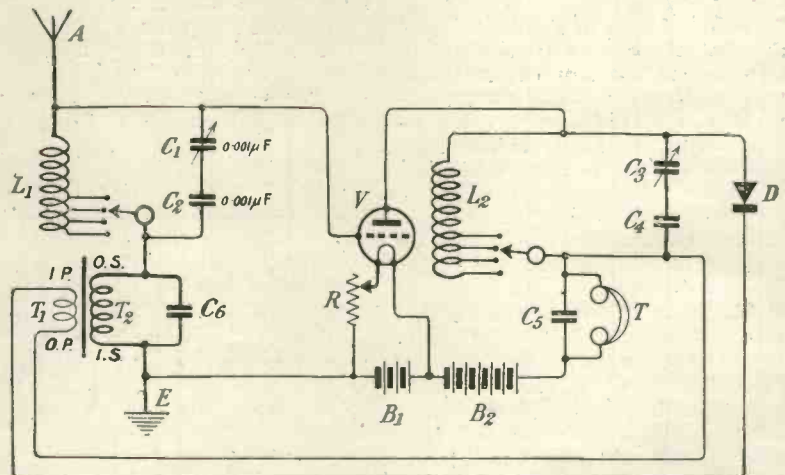 A
L₁
C₁ 0·001μF
C₂ 0·001μF
V
L₂
C₃
C₄
D
I.P. O.S.
T₁ T₂ C₆
O.P. I.S.
R
C₅ T
E
B₁ B₂